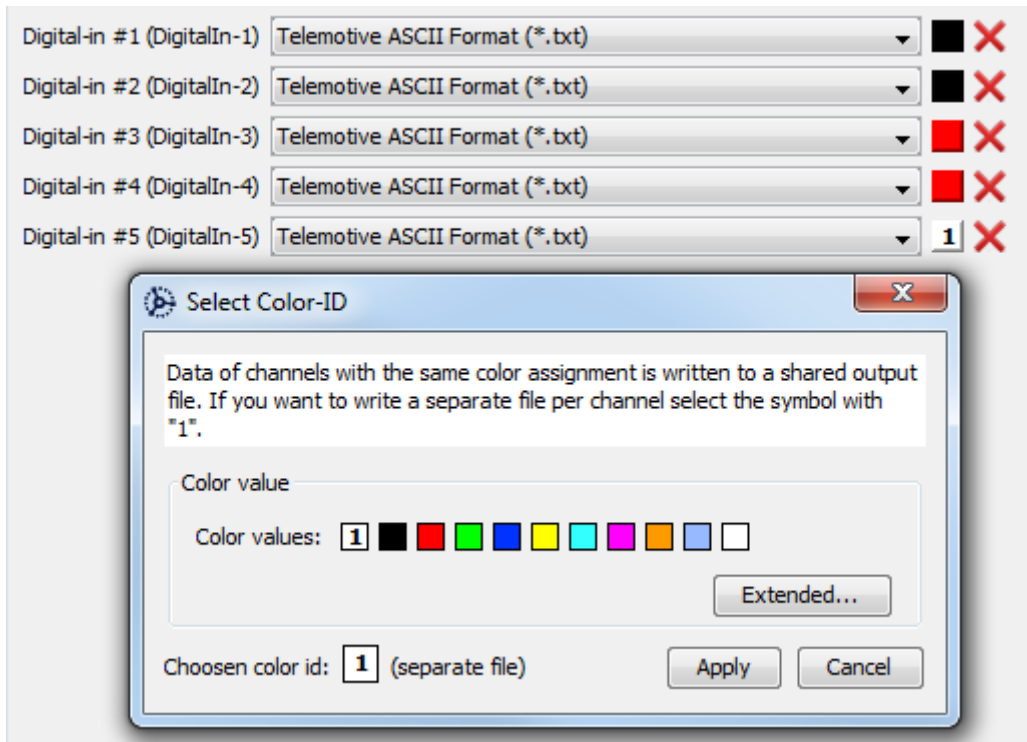 Digital-in #1 (DigitalIn-1) Telemotive ASCII Format (*.txt)
Digital-in #2 (DigitalIn-2) Telemotive ASCII Format (*.txt)
Digital-in #3 (DigitalIn-3) Telemotive ASCII Format (*.txt)
Digital-in #4 (DigitalIn-4) Telemotive ASCII Format (*.txt)
Digital-in #5 (DigitalIn-5) Telemotive ASCII Format (*.txt) 1
Select Color-ID
Data of channels with the same color assignment is written to a shared output
file. If you want to write a separate file per channel select the symbol with
"1".
Color value
Color values: 1
Extended...
Choosen color id: 1 (separate file) Apply Cancel